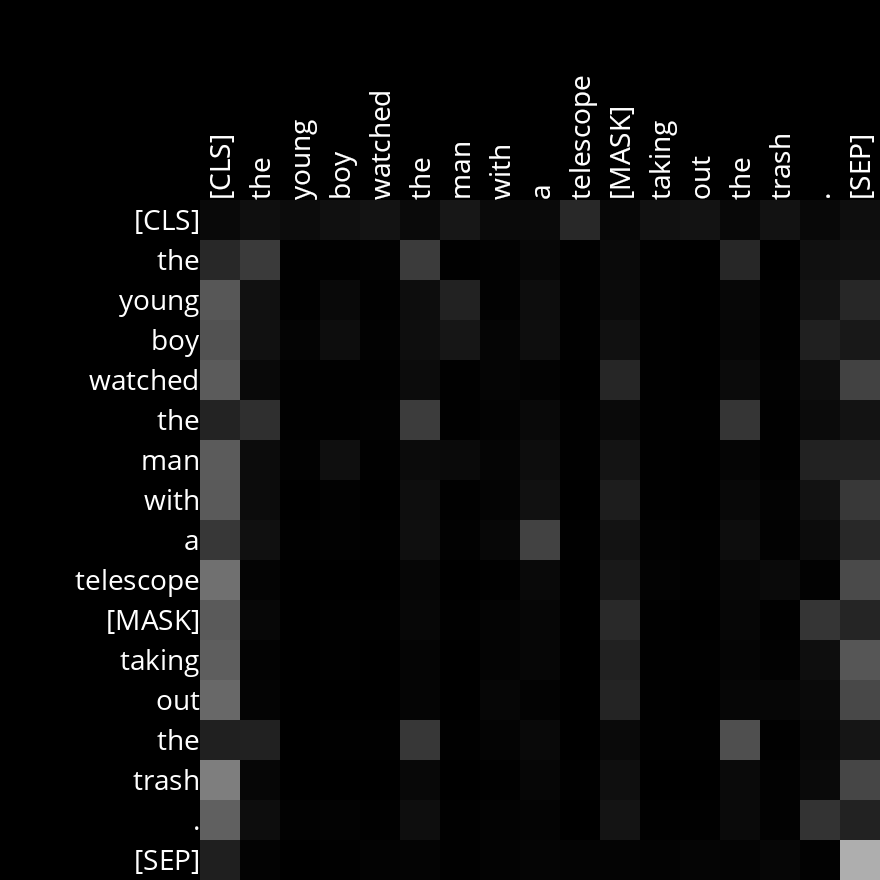 [CLS] the young boy watched the man with a telescope [MASK] taking out the trash . [SEP]
[CLS]
the
young
boy
watched
the
man
with
a
telescope
[MASK]
taking
out
the
trash
.
[SEP]